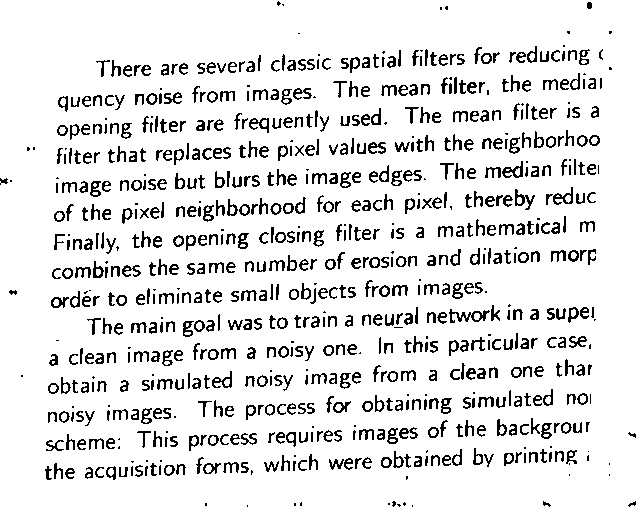 There are several classic spatial filters for reducing
quency noise from images. The mean filter, the median
opening filter are frequently used. The mean filter is a
filter that replaces the pixel values with the neighborhoo
image noise but blurs the image edges. The median filte
of the pixel neighborhood for each pixel, thereby reduc
Finally, the opening closing filter is a mathematical m
combines the same number of erosion and dilation morp
order to eliminate small objects from images.
The main goal was to train a neural network in a super
a clean image from a noisy one. In this particular case,
obtain a simulated noisy image from a clean one
noisy images. The process for obtaining simulated
scheme: This process requires images of the backgrour
the acquisition forms, which were obtained by printing